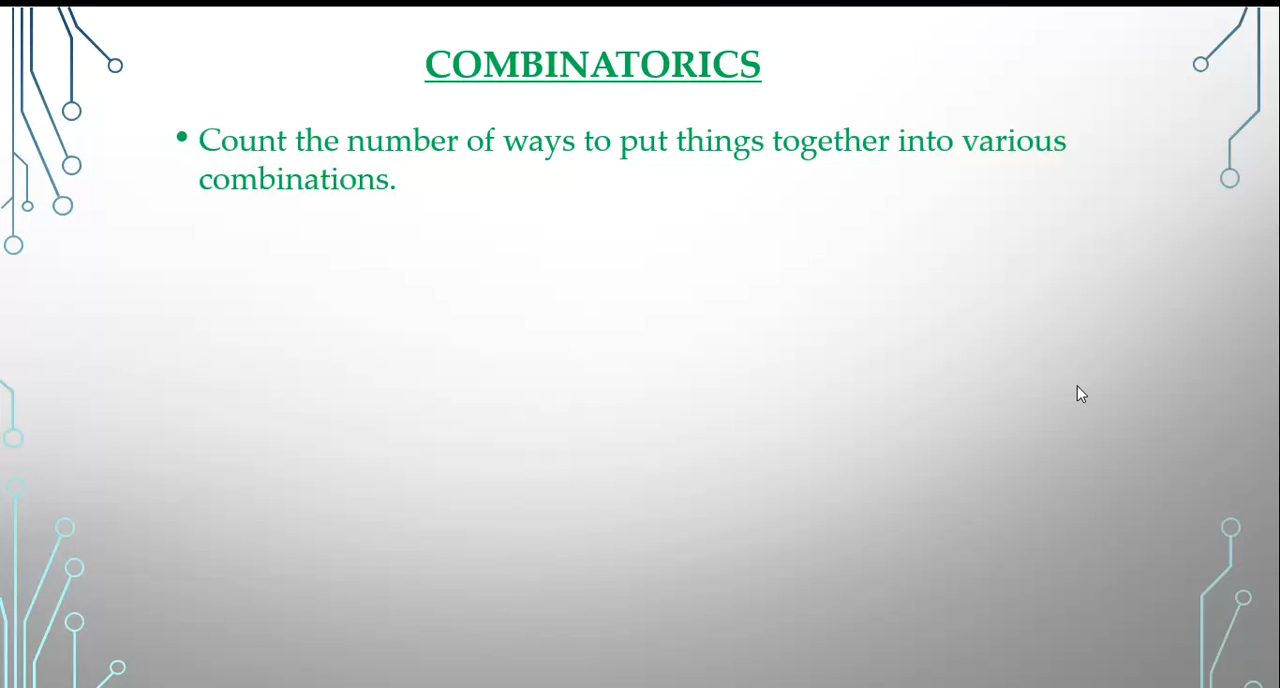 COMBINATORICS
• Count the number of ways to put things together into various
combinations.